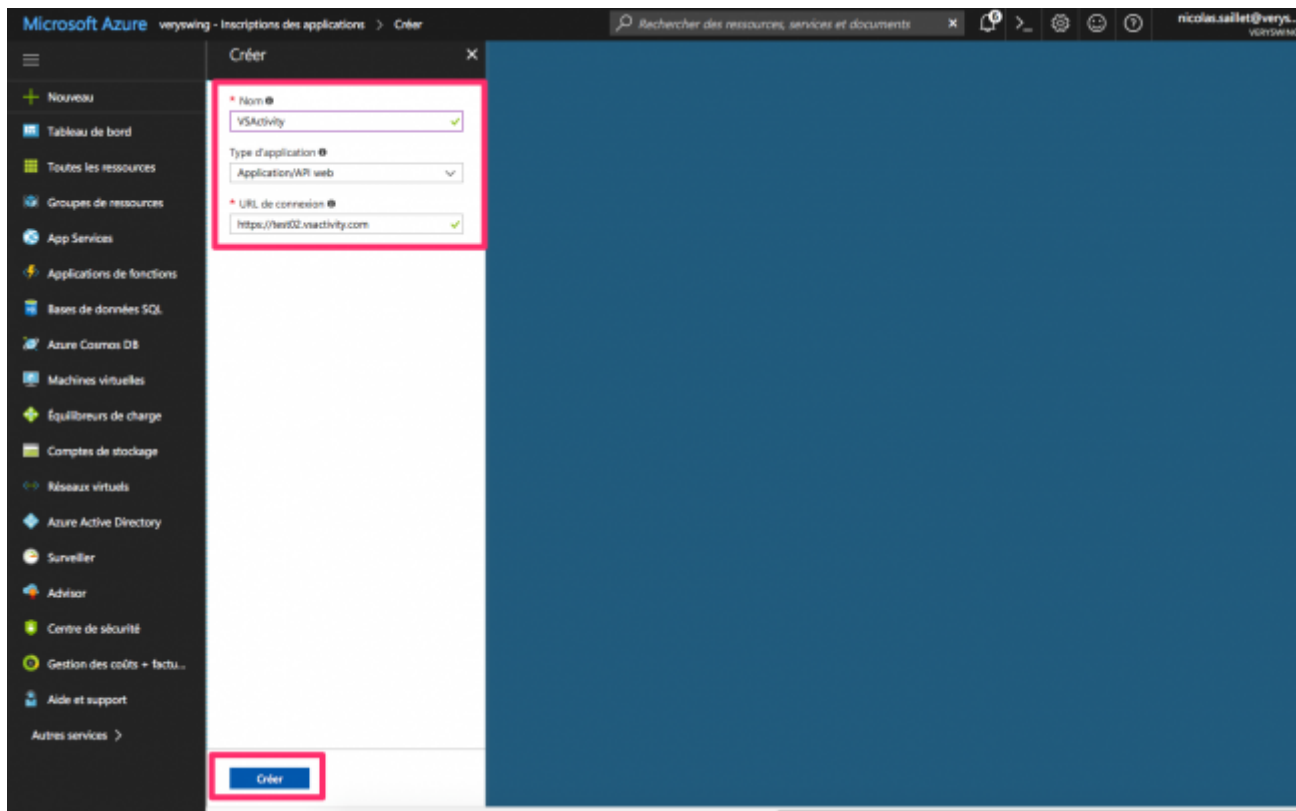 Microsoft Azure veryswing - Inscriptions des applications > Créer
Rechercher des ressources, services et documents
nicolas.saillet@verys...
VERYSWING
Créer
Nouveau
Tableau de bord
Toutes les ressources
Groupes de ressources
App Services
Applications de fonctions
Bases de données SQL
Azure Cosmos DB
Machines virtuelles
Équilibreurs de charge
Comptes de stockage
Réseaux virtuels
Azure Active Directory
Surveiller
Advisor
Centre de sécurité
Gestion des coûts + factu...
Aide et support
Autres services >
* Nom
VSActivity
Type d'application
Application/API web
* URL de connexion
https://test02.vsactivity.com
Créer